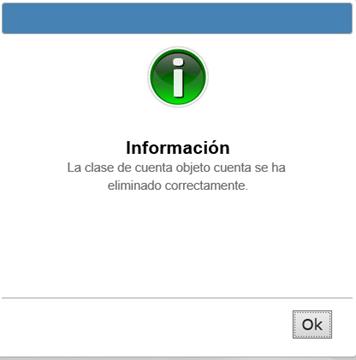 Información
La clase de cuenta objeto cuenta se ha
eliminado correctamente.
Ok